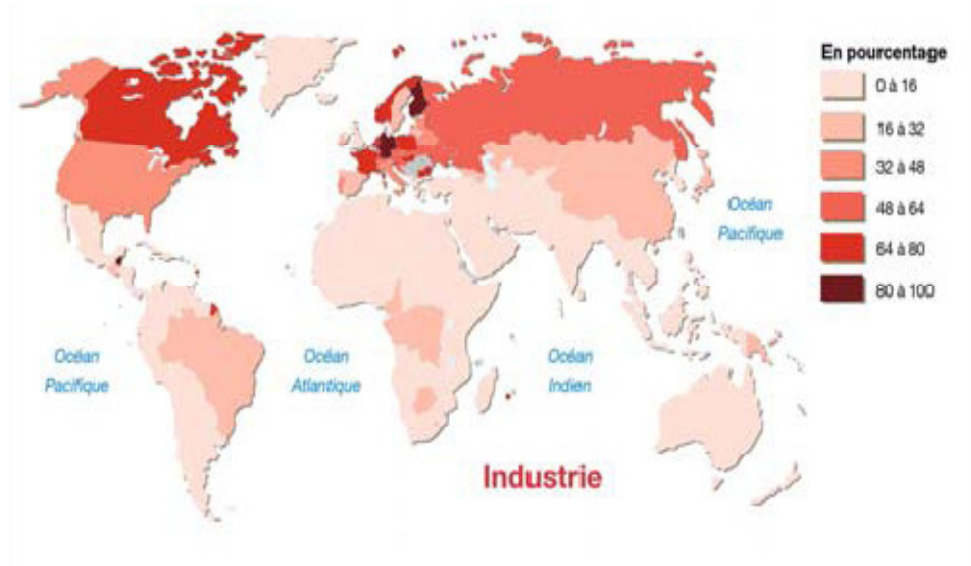 En pourcentage
0 à 16
16 à 32
32 à 48
48 à 64
64 à 80
80 à 100
Océan
Pacifique
Océan
Pacifique
Océan
Atlantique
Océan
Indien
Industrie